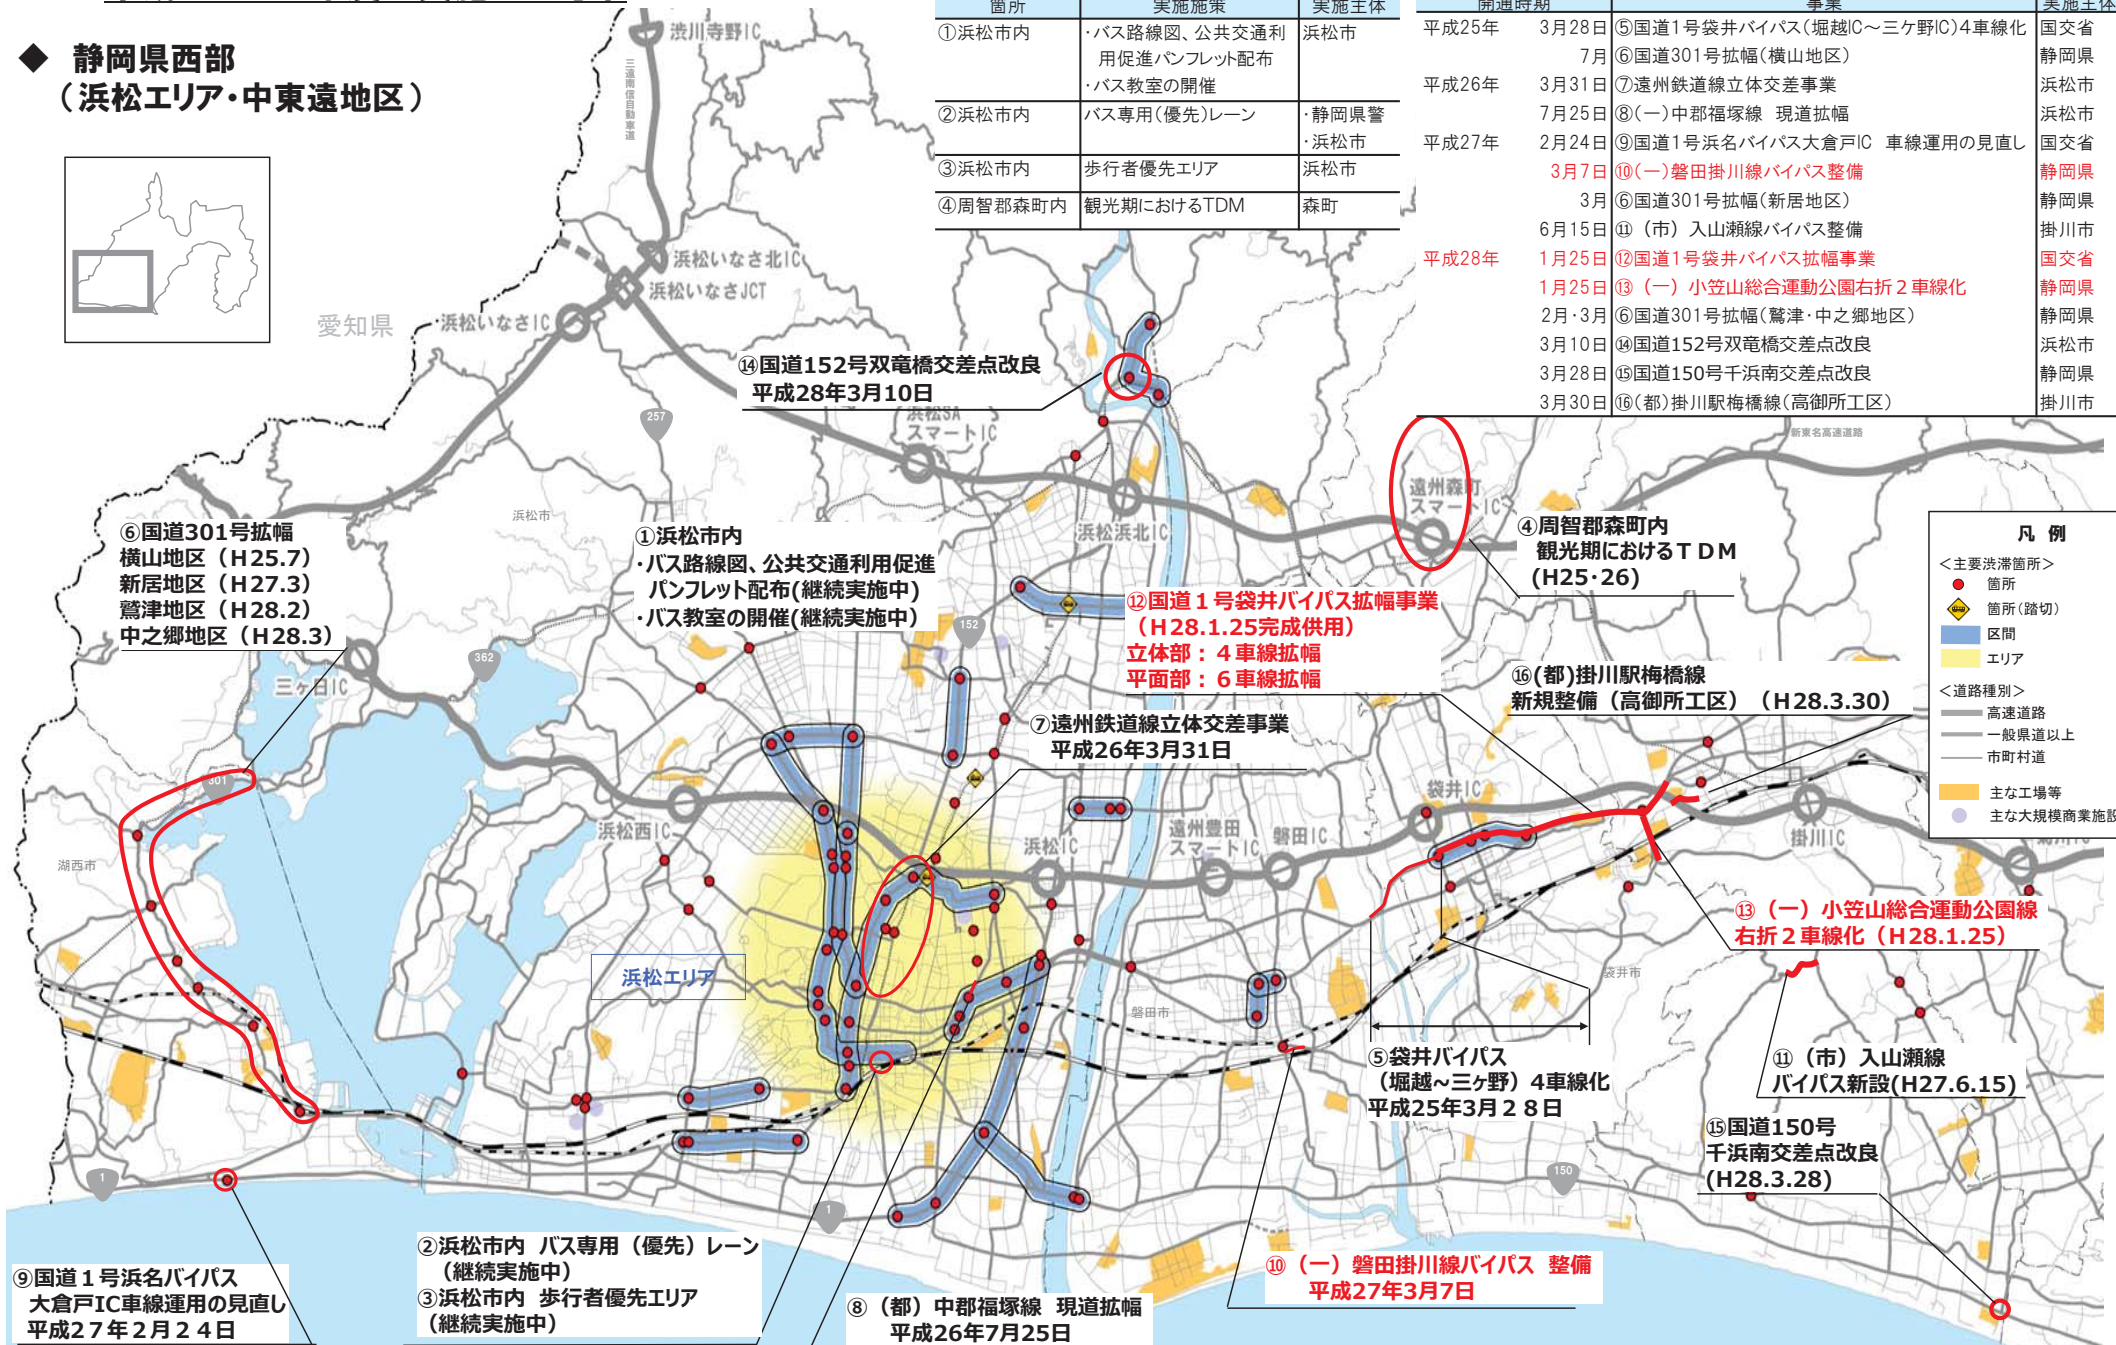 ◆ 静岡県西部
（浜松エリア・中東遠地区）
箇所 実施施策 実施主体
①浜松市内 ・バス路線図、公共交通利 浜松市
用促進パンフレット配布
・バス教室の開催
②浜松市内 バス専用(優先)レーン ・静岡県警
・浜松市
③浜松市内 歩行者優先エリア 浜松市
④周智郡森町内 観光期におけるTDM 森町
開通時期 事業 実施主体
平成25年 3月28日 ⑤国道1号袋井バイパス(堀越IC～三ケ野IC)4車線化 国交省
7月 ⑥国道301号拡幅(横山地区) 静岡県
平成26年 3月31日 ⑦遠州鉄道線立体交差事業 浜松市
7月25日 ⑧(一)中郡福塚線 現道拡幅 浜松市
平成27年 2月24日 ⑨国道1号浜名バイパス大倉戸IC 車線運用の見直し 国交省
3月7日 ⑩(一)磐田掛川線バイパス整備 静岡県
3月 ⑥国道301号拡幅(新居地区) 静岡県
6月15日 ⑪（市）入山瀬線バイパス整備 掛川市
平成28年 1月25日 ⑫国道1号袋井バイパス拡幅事業 国交省
1月25日 ⑬（一）小笠山総合運動公園右折２車線化 静岡県
2月・3月 ⑥国道301号拡幅(鷲津・中之郷地区) 静岡県
3月10日 ⑭国道152号双竜橋交差点改良 浜松市
3月28日 ⑮国道150号千浜南交差点改良 静岡県
3月30日 ⑯(都)掛川駅梅橋線(高御所工区) 掛川市
渋川寺野IC
三遠南信自動車道
浜松いなさ北IC
浜松いなさJCT
浜松いなさIC
愛知県
⑭国道152号双竜橋交差点改良
平成28年3月10日
257
浜松SA
スマートIC
新東名高速道路
遠州森町
スマートIC
浜松市
浜松浜北IC
⑥国道301号拡幅
横山地区（H25.7）
新居地区（H27.3）
鷲津地区（H28.2）
中之郷地区（H28.3）
①浜松市内
・バス路線図、公共交通利用促進
パンフレット配布(継続実施中)
・バス教室の開催(継続実施中)
④周智郡森町内
観光期におけるＴＤＭ
(H25・26)
凡 例
＜主要渋滞箇所＞
箇所
箇所(踏切)
区間
エリア
＜道路種別＞
高速道路
一般県道以上
市町村道
主な工場等
主な大規模商業施設
⑫国道１号袋井バイパス拡幅事業
（H28.1.25完成供用）
立体部：４車線拡幅
平面部：６車線拡幅
152
362
三ヶ日IC
⑯(都)掛川駅梅橋線
新規整備（高御所工区）（H28.3.30）
⑦遠州鉄道線立体交差事業
平成26年3月31日
301
袋井IC
浜松西IC
浜松IC
遠州豊田
スマートIC
磐田IC
掛川IC
菊川IC
湖西市
⑬（一）小笠山総合運動公園線
右折２車線化（H28.1.25）
浜松エリア
袋井市
磐田市
⑤袋井バイパス
（堀越～三ケ野）4車線化
平成25年3月２８日
⑪（市）入山瀬線
バイパス新設(H27.6.15)
⑮国道150号
千浜南交差点改良
(H28.3.28)
1
150
1
②浜松市内 バス専用（優先）レーン
（継続実施中）
③浜松市内 歩行者優先エリア
（継続実施中）
⑩（一）磐田掛川線バイパス 整備
平成27年3月7日
⑨国道１号浜名バイパス
大倉戸IC車線運用の見直し
平成２７年２月２４日
⑧（都）中郡福塚線 現道拡幅
平成26年7月25日